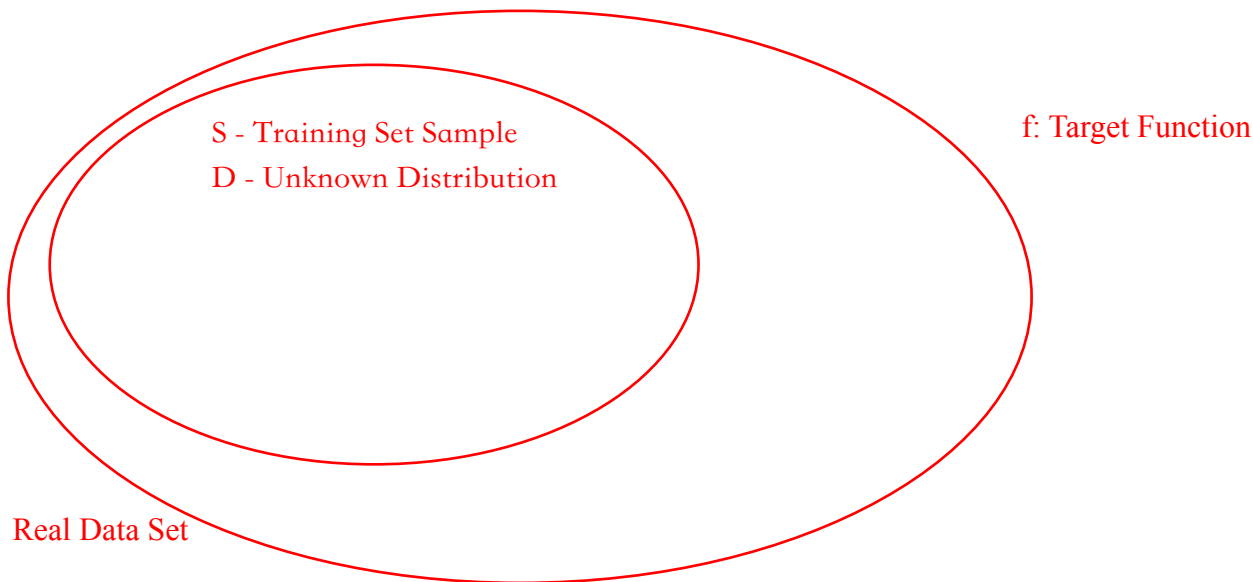 S - Training Set Sample
D - Unknown Distribution
f: Target Function
Real Data Set